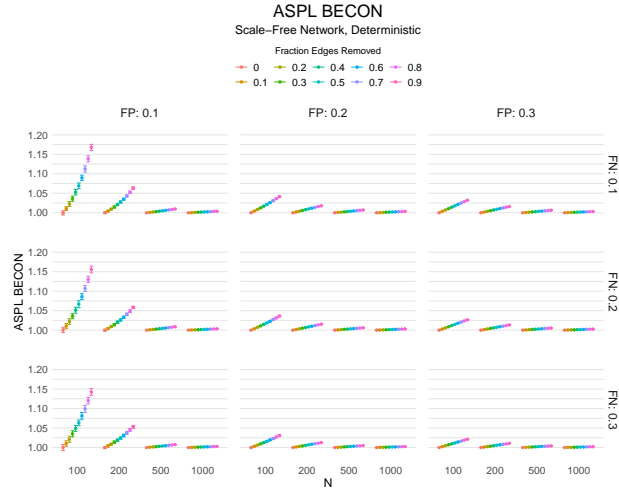 ASPL BECON
Scale−Free Network, Deterministic
Fraction Edges Removed
0 0.2 0.4 0.6 0.8
0.1 0.3 0.5 0.7 0.9
FP: 0.1 FP: 0.2 FP: 0.3
1.20
1.15
1.10
1.05
1.00
FN: 0.1
1.20
1.15
1.10
1.05
1.00
FN: 0.2
1.20
1.15
1.10
1.05
1.00
FN: 0.3
ASPL BECON
100 200 500 1000 100 200 500 1000 100 200 500 1000
N